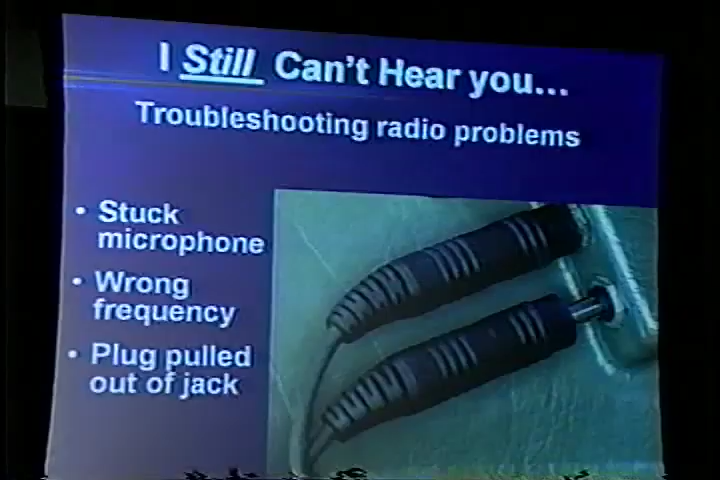 I Still Can't Hear you...
Troubleshooting radio problems
• Stuck
microphone
• Wrong
frequency
• Plug pulled
out of jack